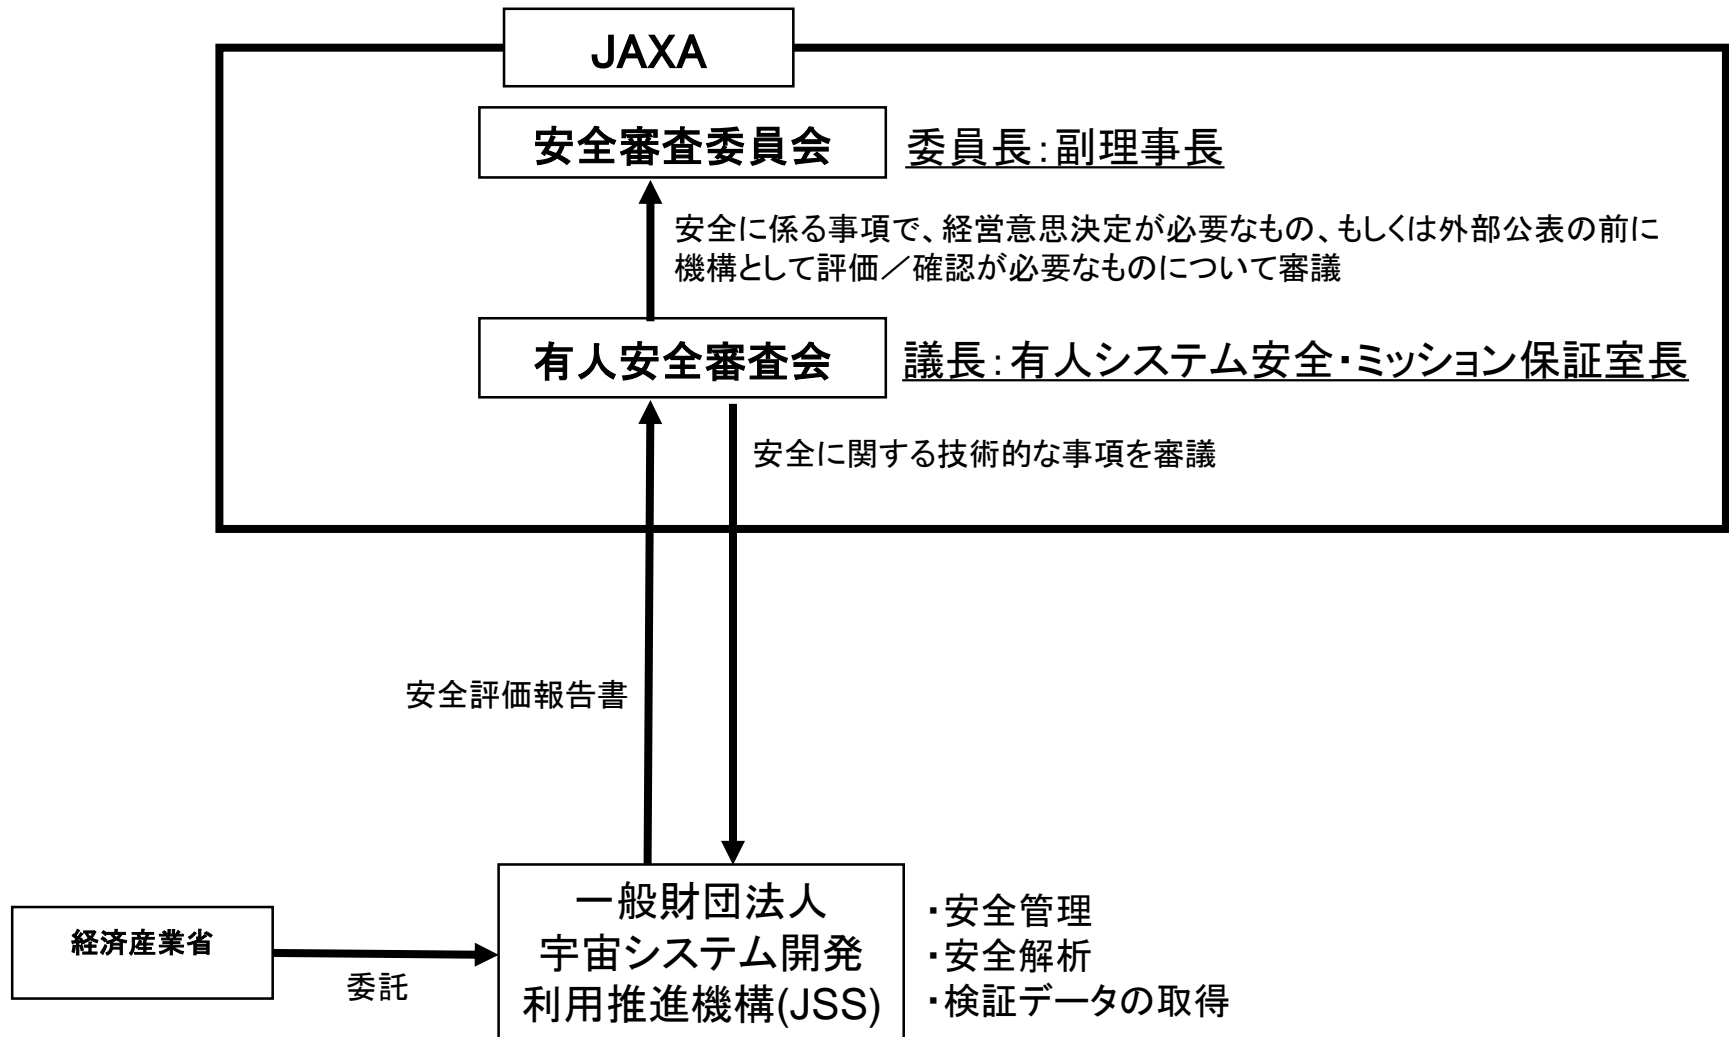 JAXA
安全審査委員会
委員長：副理事長
安全に係る事項で、経営意思決定が必要なもの、もしくは外部公表の前に
機構として評価／確認が必要なものについて審議
有人安全審査会
議長：有人システム安全・ミッション保証室長
安全に関する技術的な事項を審議
安全評価報告書
経済産業省
委託
一般財団法人
宇宙システム開発
利用推進機構(JSS)
・安全管理
・安全解析
・検証データの取得